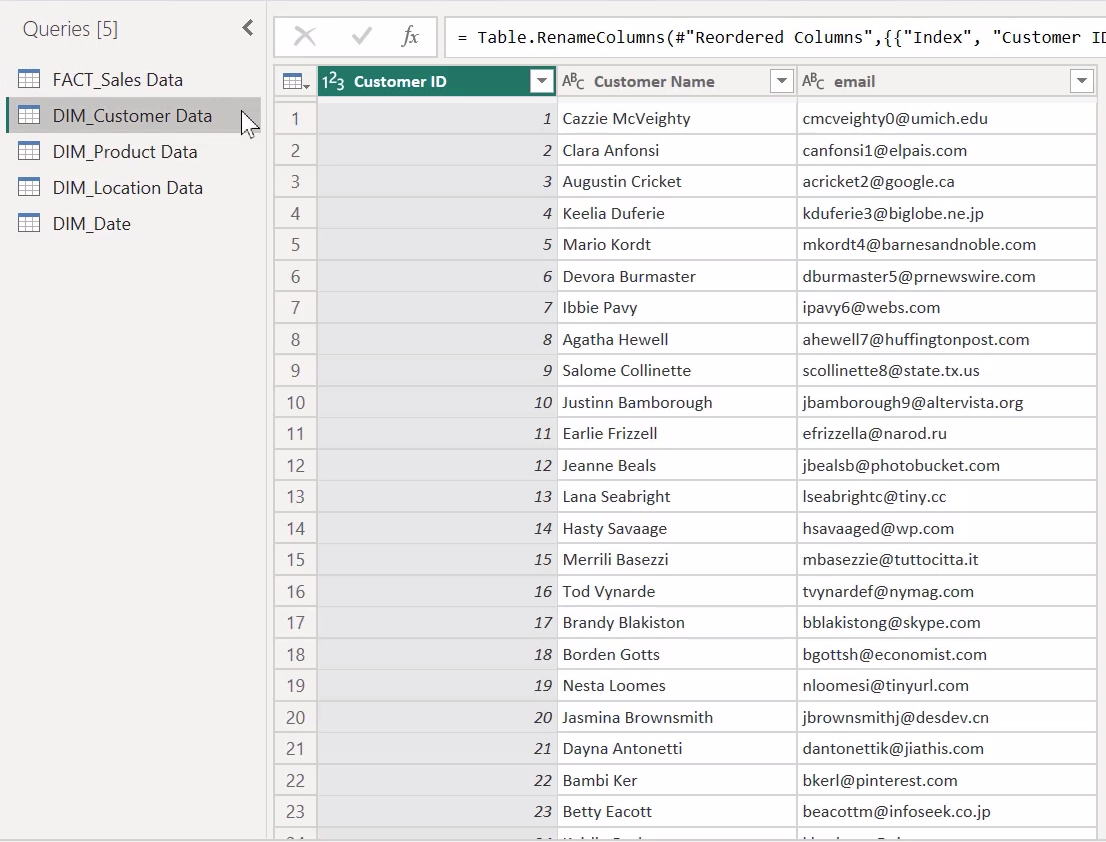 Queries [5]
fx
= Table.RenameColumns(#"Reordered Columns",{{"Index", "Customer ID
FACT_Sales Data
DIM_Customer Data
DIM_Product Data
DIM_Location Data
DIM_Date
123 Customer ID ABC Customer Name ABC email
1 1 Cazzie McVeighty cmcveighty0@umich.edu
2 2 Clara Anfonsi canfonsi1@elpais.com
3 3 Augustin Cricket acricket2@google.ca
4 4 Keelia Duferie kduferie3@biglobe.ne.jp
5 5 Mario Kordt mkordt4@barnesandnoble.com
6 6 Devora Burmaster dburmaster5@prnewswire.com
7 7 Ibbie Pavy ipavy6@webs.com
8 8 Agatha Hewell ahewell7@huffingtonpost.com
9 9 Salome Collinette scollinette8@state.tx.us
10 10 Justinn Bamborough jbamborough9@altervista.org
11 11 Earlie Frizzell efrizzella@narod.ru
12 12 Jeanne Beals jbealsb@photobucket.com
13 13 Lana Seabright lseabrightc@tiny.cc
14 14 Hasty Savaage hsavaaged@wp.com
15 15 Merrili Basezzi mbasezzie@tuttocitta.it
16 16 Tod Vynarde tvynardef@nymag.com
17 17 Brandy Blakiston bblakistong@skype.com
18 18 Borden Gotts bgottsh@economist.com
19 19 Nesta Loomes nloomesi@tinyurl.com
20 20 Jasmina Brownsmith jbrownsmithj@desdev.cn
21 21 Dayna Antonetti dantonettik@jiathis.com
22 22 Bambi Ker bkerl@pinterest.com
23 23 Betty Eacott beacottm@infoseek.co.jp